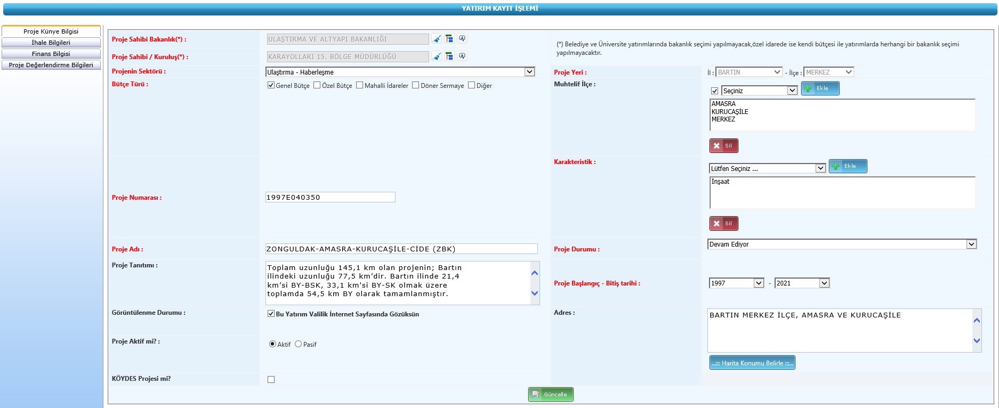 YATIRIM KAYIT İŞLEMİ
Proje Künye Bilgisi
İhale Bilgileri
Finans Bilgisi
Proje Değerlendirme Bilgileri
Proje Sahibi Bakanlık(*) :
ULAŞTIRMA VE ALTYAPI BAKANLIĞI
(*) Belediye ve Üniversite yatırımlarında bakanlık seçimi yapılmayacak,özel idarede ise kendi bütçesi ile yatırımlarda herhangi bir bakanlık seçimi
yapılmayacaktır.
Proje Sahibi / Kuruluş(*) :
KARAYOLLARI 15. BÖLGE MÜDÜRLÜĞÜ
Projenin Sektörü :
Ulaştırma - Haberleşme
Proje Yeri :
İl : BARTIN - İlçe : MERKEZ
Bütçe Türü :
Genel Bütçe Özel Bütçe Mahalli İdareler Döner Sermaye Diğer
Muhtelif İlçe :
Seçiniz Ekle
AMASRA
KURUCAŞİLE
MERKEZ
Sil
Proje Numarası :
1997E040350
Karakteristik :
Lütfen Seçiniz ... Ekle
İnşaat
Sil
Proje Adı :
ZONGULDAK-AMASRA-KURUCAŞİLE-CİDE (ZBK)
Proje Durumu :
Devam Ediyor
Proje Tanıtımı :
Toplam uzunluğu 145,1 km olan projenin; Bartın
ilindeki uzunluğu 77,5 km’dir. Bartın ilinde 21,4
km’si BY-BSK, 33,1 km'si BY-SK olmak üzere
toplamda 54,5 km BY olarak tamamlanmıştır.
Proje Başlangıç - Bitiş tarihi :
1997 - 2021
Görüntülenme Durumu :
Bu Yatırım Valilik İnternet Sayfasında Gözüksün
Adres :
BARTIN MERKEZ İLÇE, AMASRA VE KURUCAŞİLE
Proje Aktif mi? :
Aktif Pasif
...::: Harita Konumu Belirle :::...
KÖYDES Projesi mi?
Güncelle